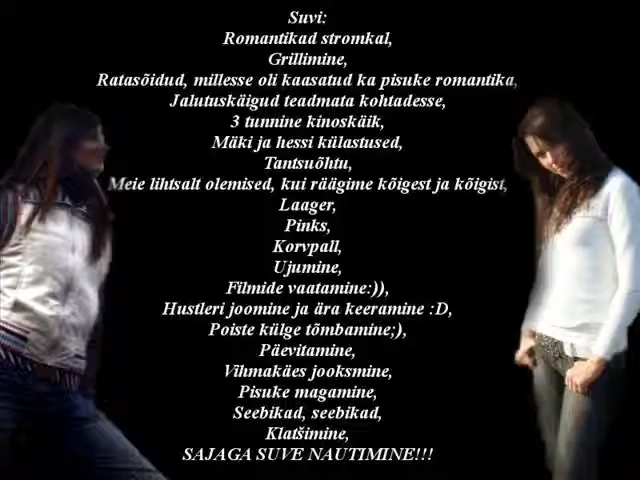 Suvi:
Romantikad stromkal,
Grillimine,
Ratasõidud, millesse oli kaasatud ka pisuke romantika,
Jalutuskäigud teadmata kohtadesse,
3 tunnine kinoskäik,
Mäki ja hessi külastused,
Tantsuõhtu,
Meie lihtsalt olemised, kui räägime kõigest ja kõigist,
Laager,
Pinks,
Korvpall,
Ujumine,
Filmide vaatamine:)),
Hustleri joomine ja ära keeramine :D,
Poiste külge tõmbamine;),
Päevitamine,
Vihmakäes jooksmine,
Pisuke magamine,
Seebikad, seebikad,
Klatšimine,
SAJAGA SUVE NAUTIMINE!!!